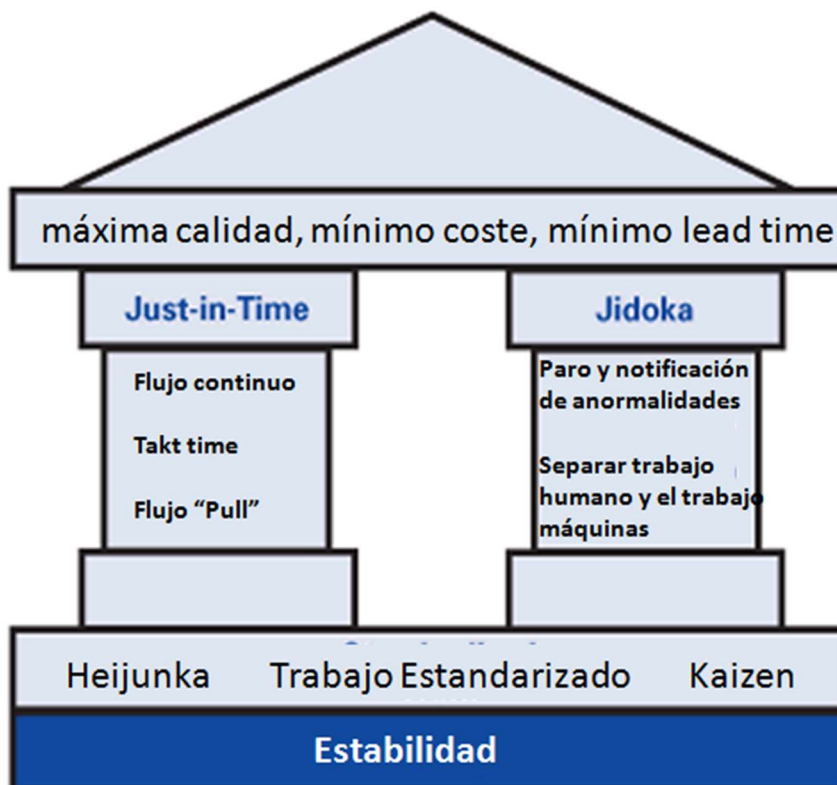 máxima calidad, mínimo coste, mínimo lead time
Just-in-Time
Flujo continuo
Takt time
Flujo “Pull”
Jidoka
Paro y notificación
de anormalidades
Separar trabajo
humano y el trabajo
máquinas
Heijunka Trabajo Estandarizado Kaizen
Estabilidad